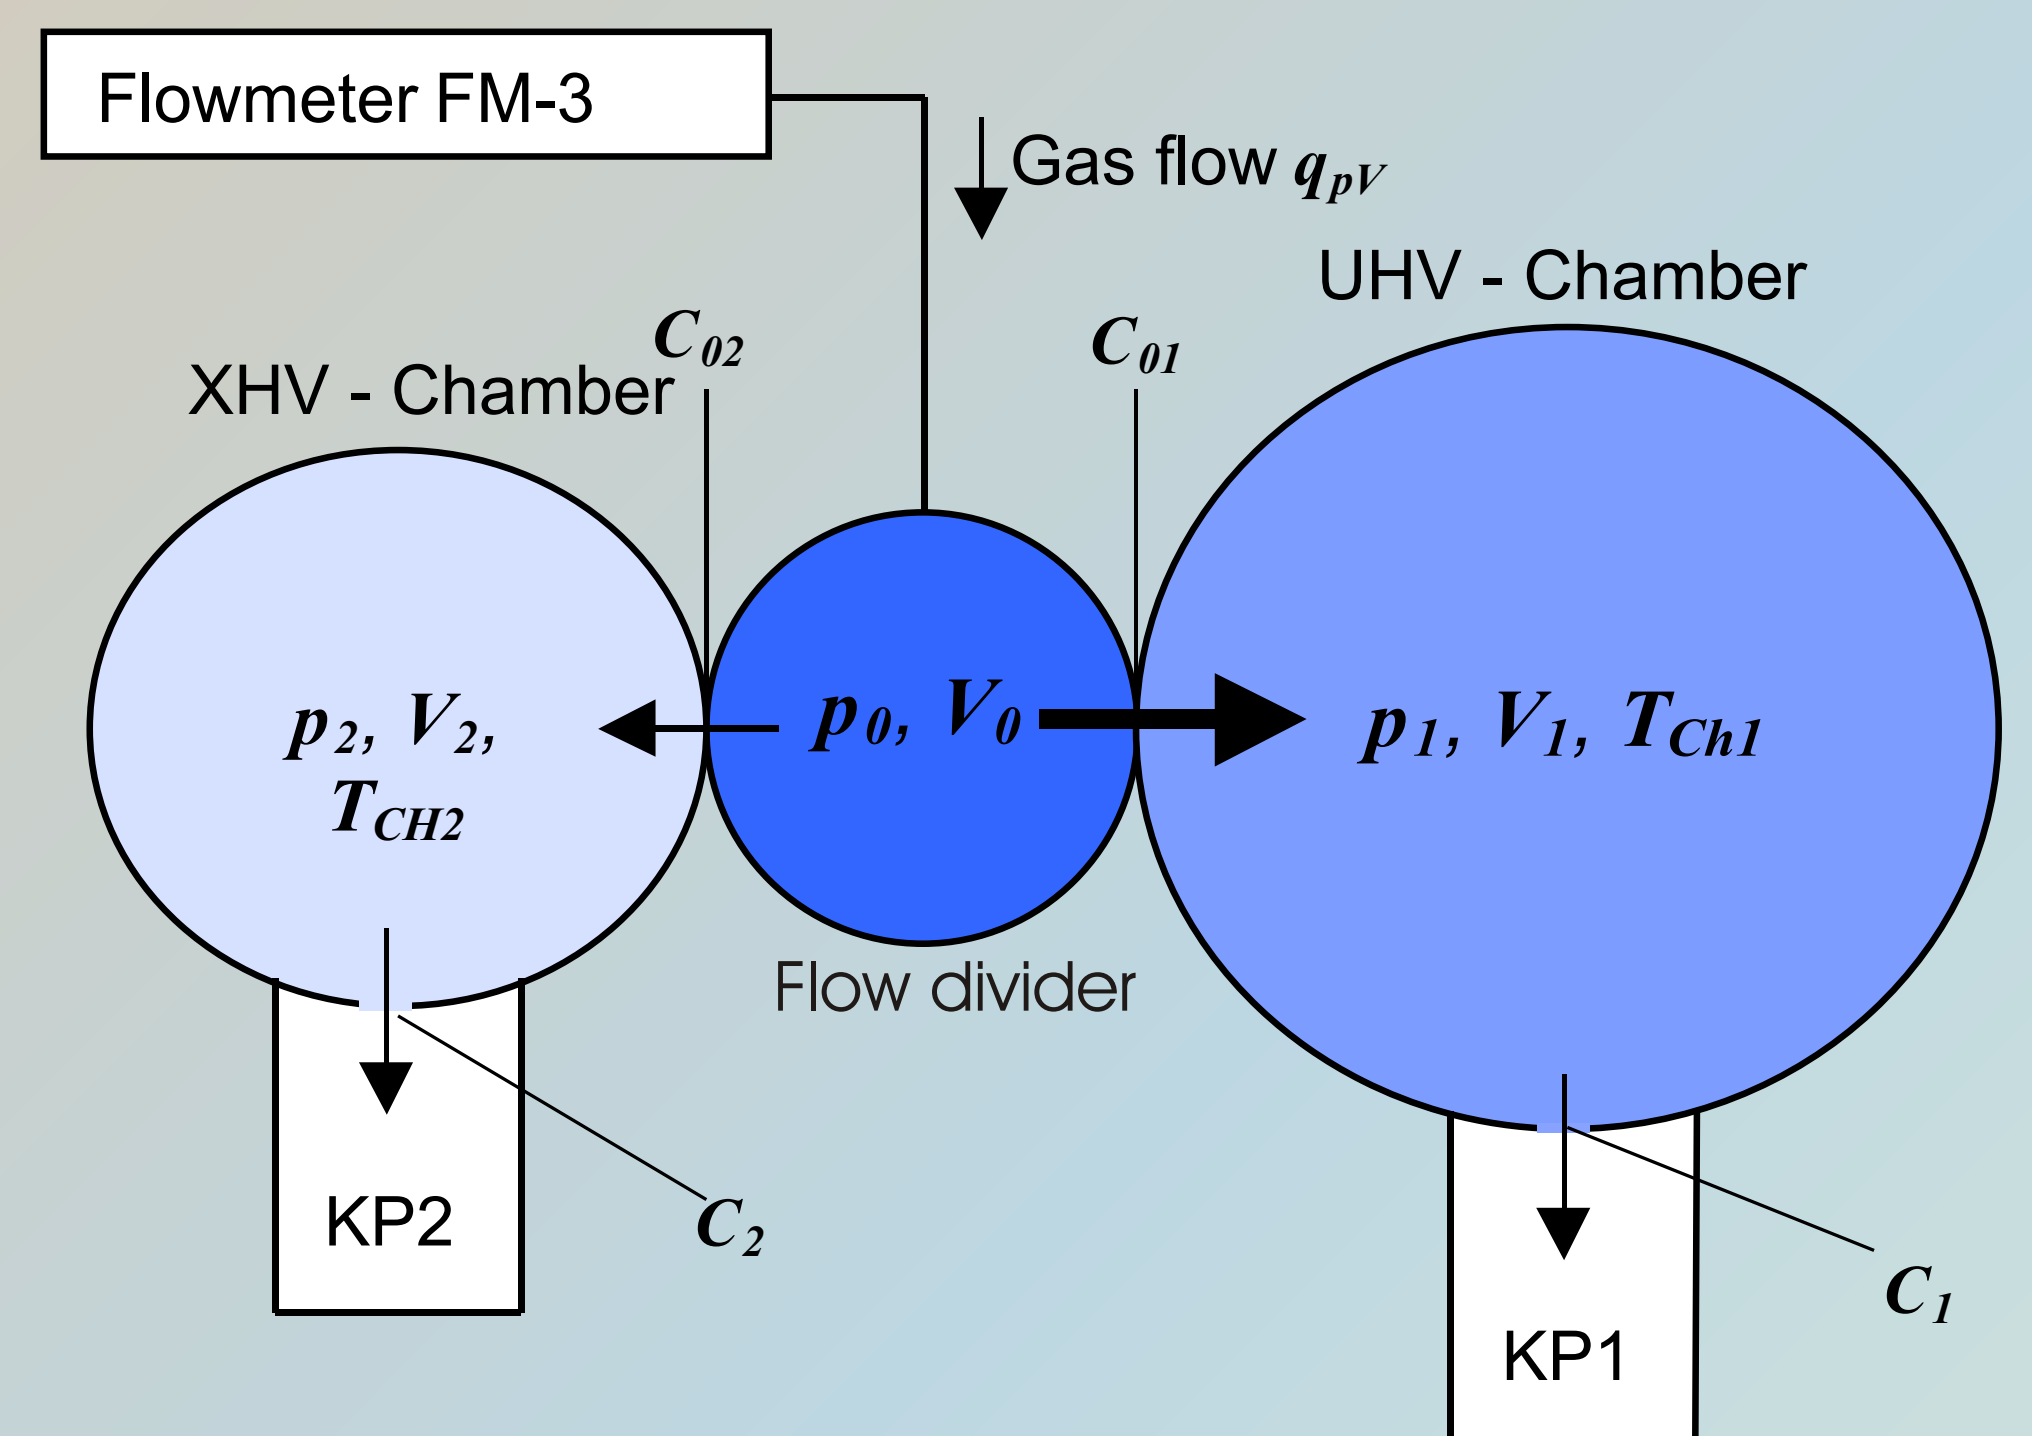 Flowmeter FM-3
Gas flow q_pV
UHV - Chamber
C_02
C_01
XHV - Chamber
p_2, V_2,
T_CH2
p_0, V_0
p_1, V_1, T_Ch1
Flow divider
KP2
C_2
C_1
KP1